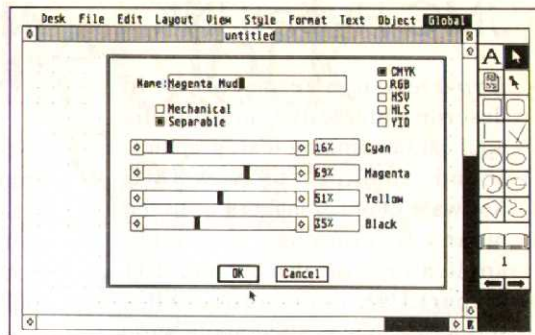 Desk File Edit Layout View Style Format Text Object Global
untitled
Name: Magenta Mud
CMYK
RGB
HSV
HLS
YIQ
Mechanical
Separable
16% Cyan
69% Magenta
51% Yellow
35% Black
OK Cancel
A
1